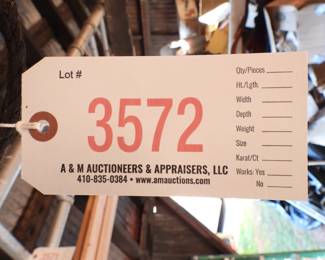 Lot #
3572
A & M AUCTIONEERS & APPRAISERS, LLC
410-835-0384 • www.amauctions.com
Qty/Pieces
Ht./Lgth.
Width
Depth
Weight
Size
Karat/Ct
Works: Yes
No